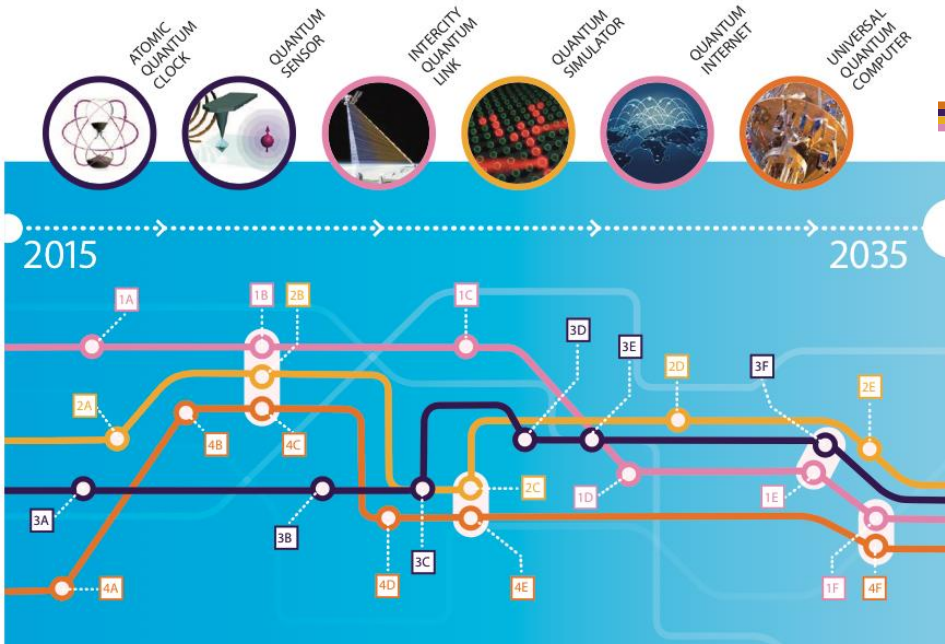 ATOMIC
QUANTUM
CLOCK
QUANTUM
SENSOR
INTERCITY
QUANTUM
LINK
QUANTUM
SIMULATOR
QUANTUM
INTERNET
UNIVERSAL
QUANTUM
COMPUTER
2015
2035
1A
1B
2B
1C
3D
3E
2D
3F
2E
2A
4B
4C
2C
1D
1E
3A
3B
3C
4A
4D
4E
1F
4F